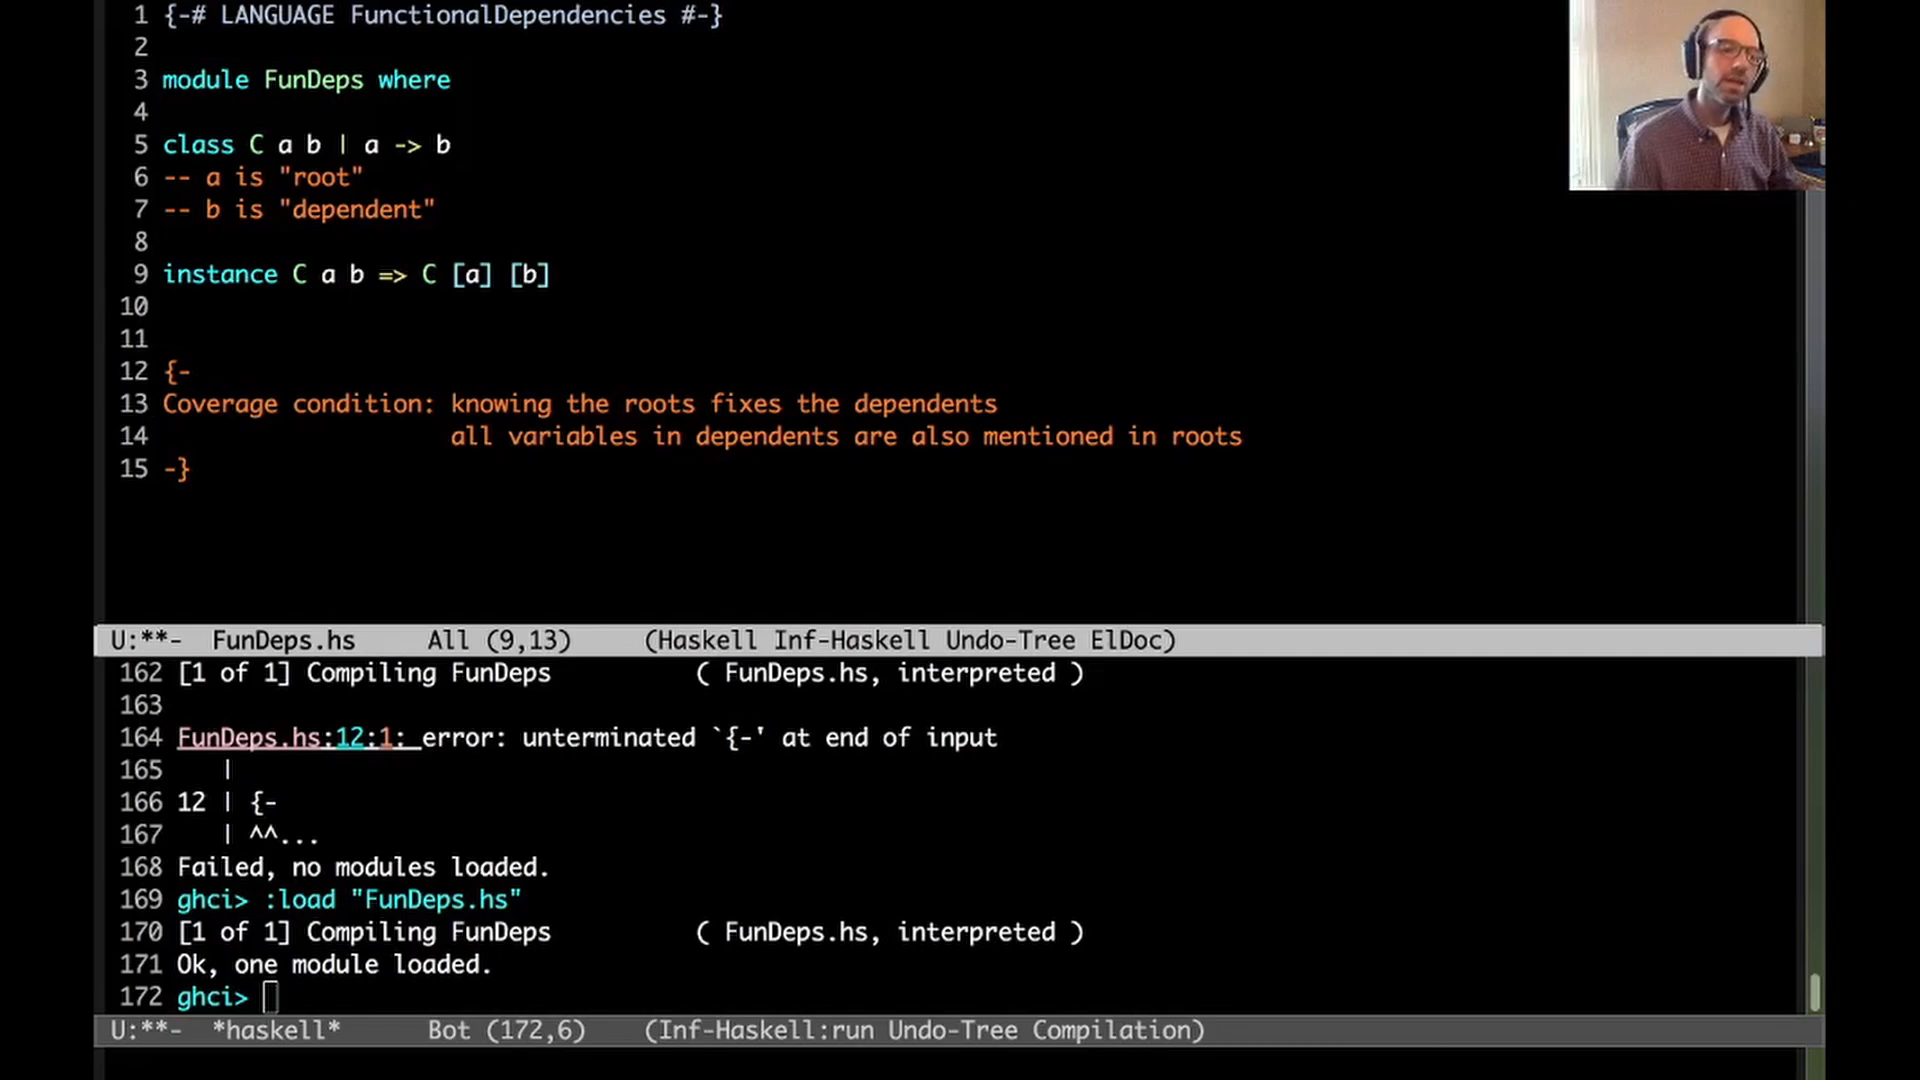 1 {-# LANGUAGE FunctionalDependencies #-}
2
3 module FunDeps where
4
5 class C a b | a -> b
6 -- a is "root"
7 -- b is "dependent"
8
9 instance C a b => C [a] [b]
10
11
12 {-
13 Coverage condition: knowing the roots fixes the dependents
14 all variables in dependents are also mentioned in roots
15 -}
U:**- FunDeps.hs All (9,13) (Haskell Inf-Haskell Undo-Tree ElDoc)
162 [1 of 1] Compiling FunDeps ( FunDeps.hs, interpreted )
163
164 FunDeps.hs:12:1: error: unterminated `{-' at end of input
165 |
166 12 | {-
167 | ^^...
168 Failed, no modules loaded.
169 ghci> :load "FunDeps.hs"
170 [1 of 1] Compiling FunDeps ( FunDeps.hs, interpreted )
171 Ok, one module loaded.
172 ghci>
U:**- *haskell* Bot (172,6) (Inf-Haskell:run Undo-Tree Compilation)